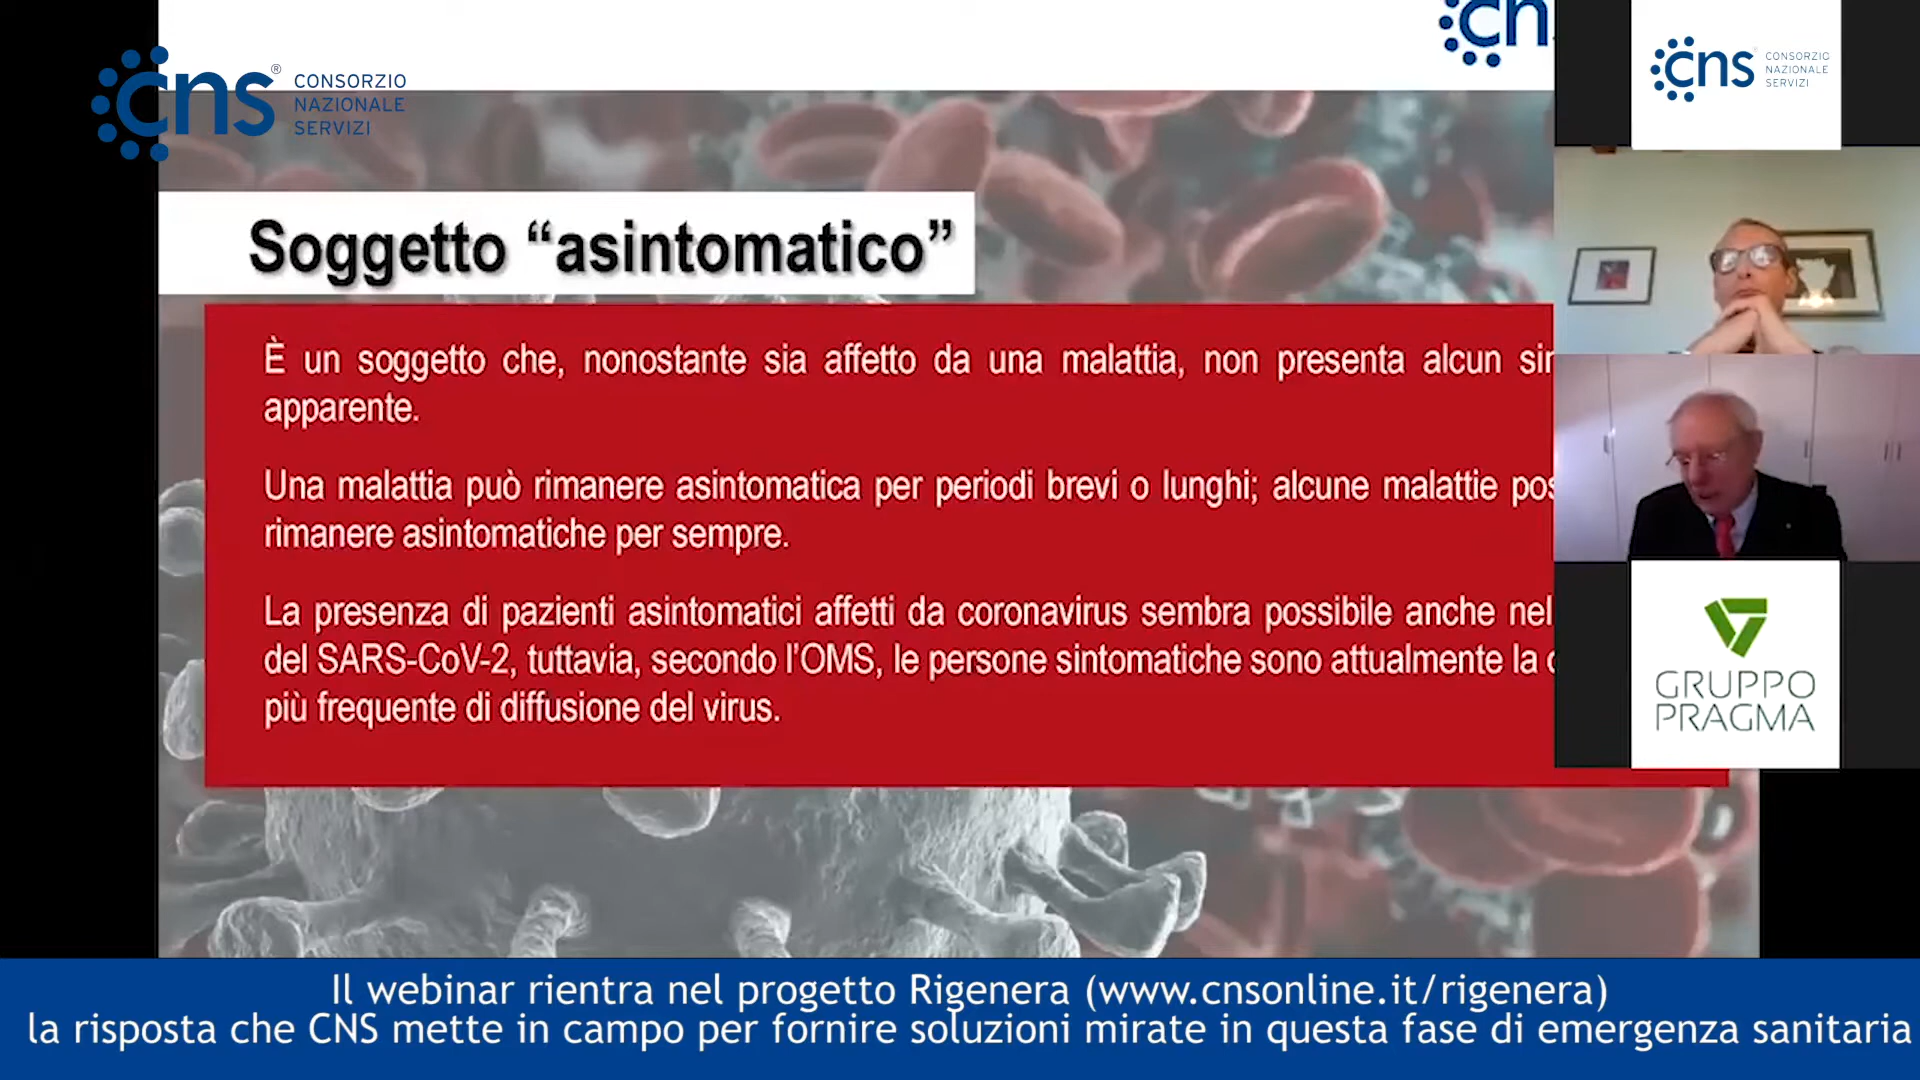 cns® CONSORZIO
NAZIONALE
SERVIZI
cns
CONSORZIO
NAZIONALE
SERVIZI
Soggetto “asintomatico”
È un soggetto che, nonostante sia affetto da una malattia, non presenta alcun
apparente.
Una malattia può rimanere asintomatica per periodi brevi o lunghi; alcune malattie
rimanere asintomatiche per sempre.
La presenza di pazienti asintomatici affetti da coronavirus sembra possibile anche nel
del SARS-CoV-2, tuttavia, secondo l’OMS, le persone sintomatiche sono attualmente la
più frequente di diffusione del virus.
GRUPPO
PRAGMA
Il webinar rientra nel progetto Rigenera (www.cnsonline.it/rigenera)
la risposta che CNS mette in campo per fornire soluzioni mirate in questa fase di emergenza sanitaria